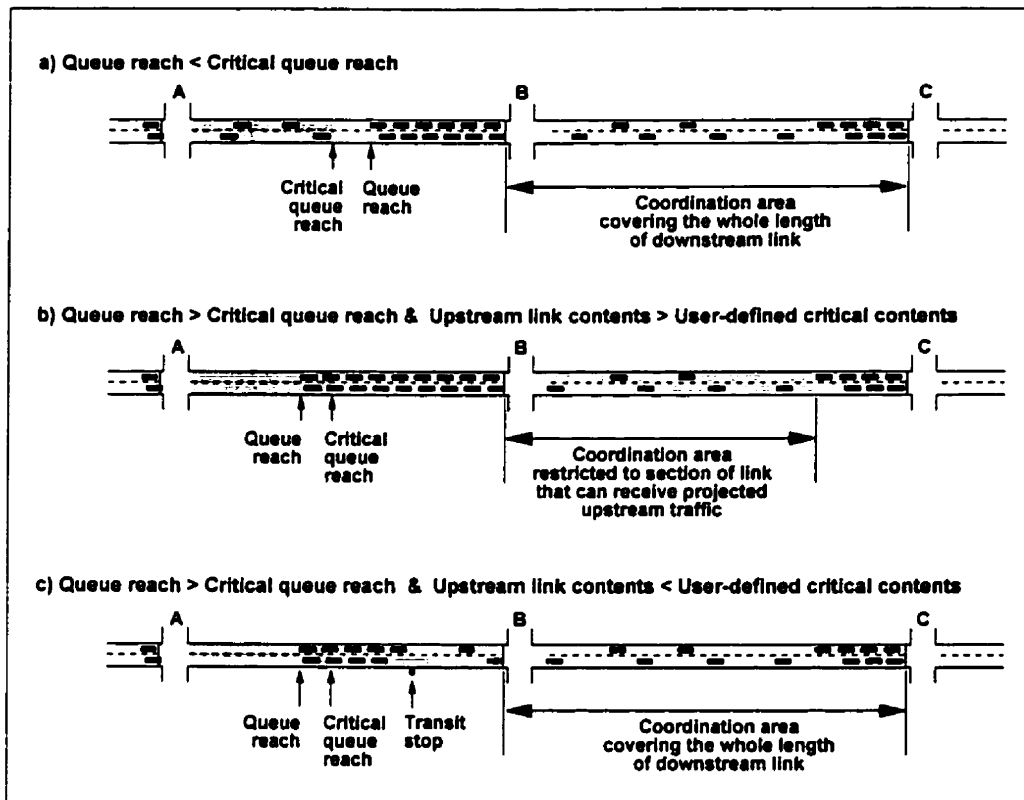 a) Queue reach < Critical queue reach
A
B
C
Critical
queue
reach
Queue
reach
Coordination area
covering the whole length
of downstream link
b) Queue reach > Critical queue reach & Upstream link contents > User-defined critical contents
A
B
C
Queue
reach
Critical
queue
reach
Coordination area
restricted to section of link
that can receive projected
upstream traffic
c) Queue reach > Critical queue reach & Upstream link contents < User-defined critical contents
A
B
C
Queue
reach
Critical
queue
reach
Transit
stop
Coordination area
covering the whole length
of downstream link